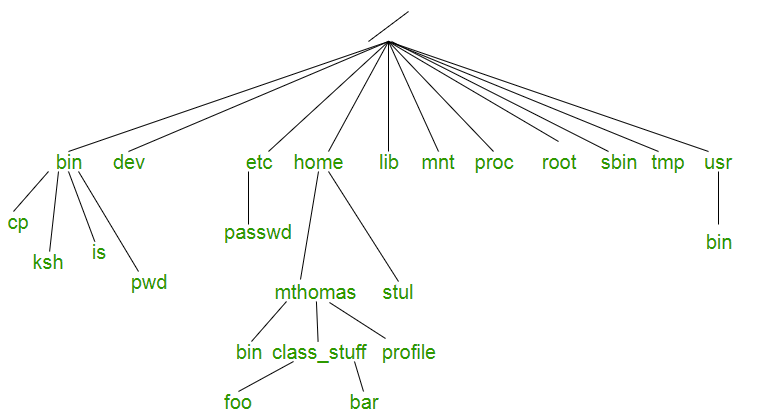 /
bin dev etc home lib mnt proc root sbin tmp usr
cp ksh is pwd passwd bin
mthomas stul
bin class_stuff profile
foo bar